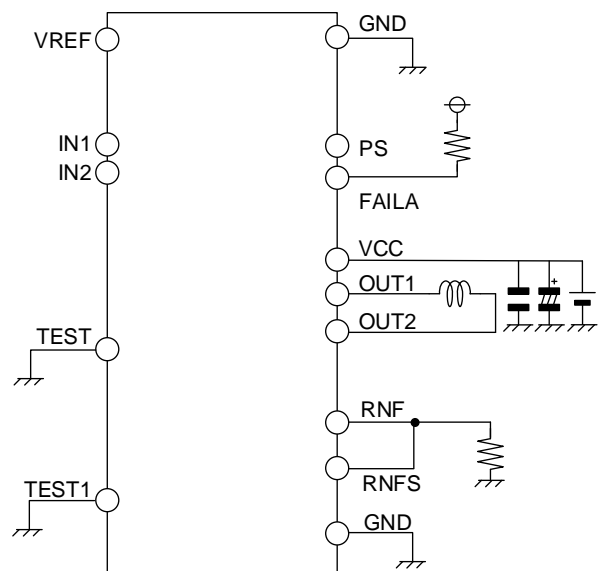 VREF
GND
IN1
IN2
PS
FAILA
VCC
OUT1
+
OUT2
TEST
RNF
RNFS
TEST1
GND